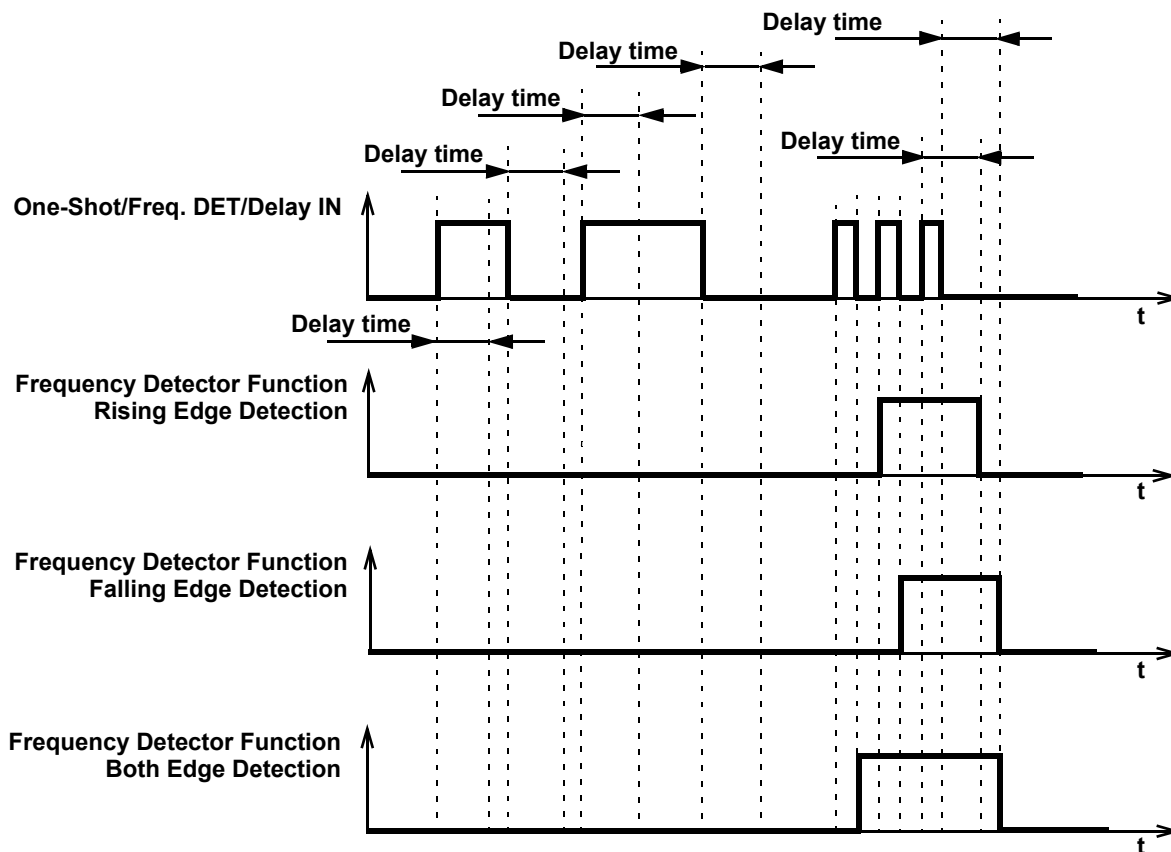 Delay time
Delay time
Delay time
Delay time
Delay time
One-Shot/Freq. DET/Delay IN
t
Delay time
Frequency Detector Function
Rising Edge Detection
t
Frequency Detector Function
Falling Edge Detection
t
Frequency Detector Function
Both Edge Detection
t